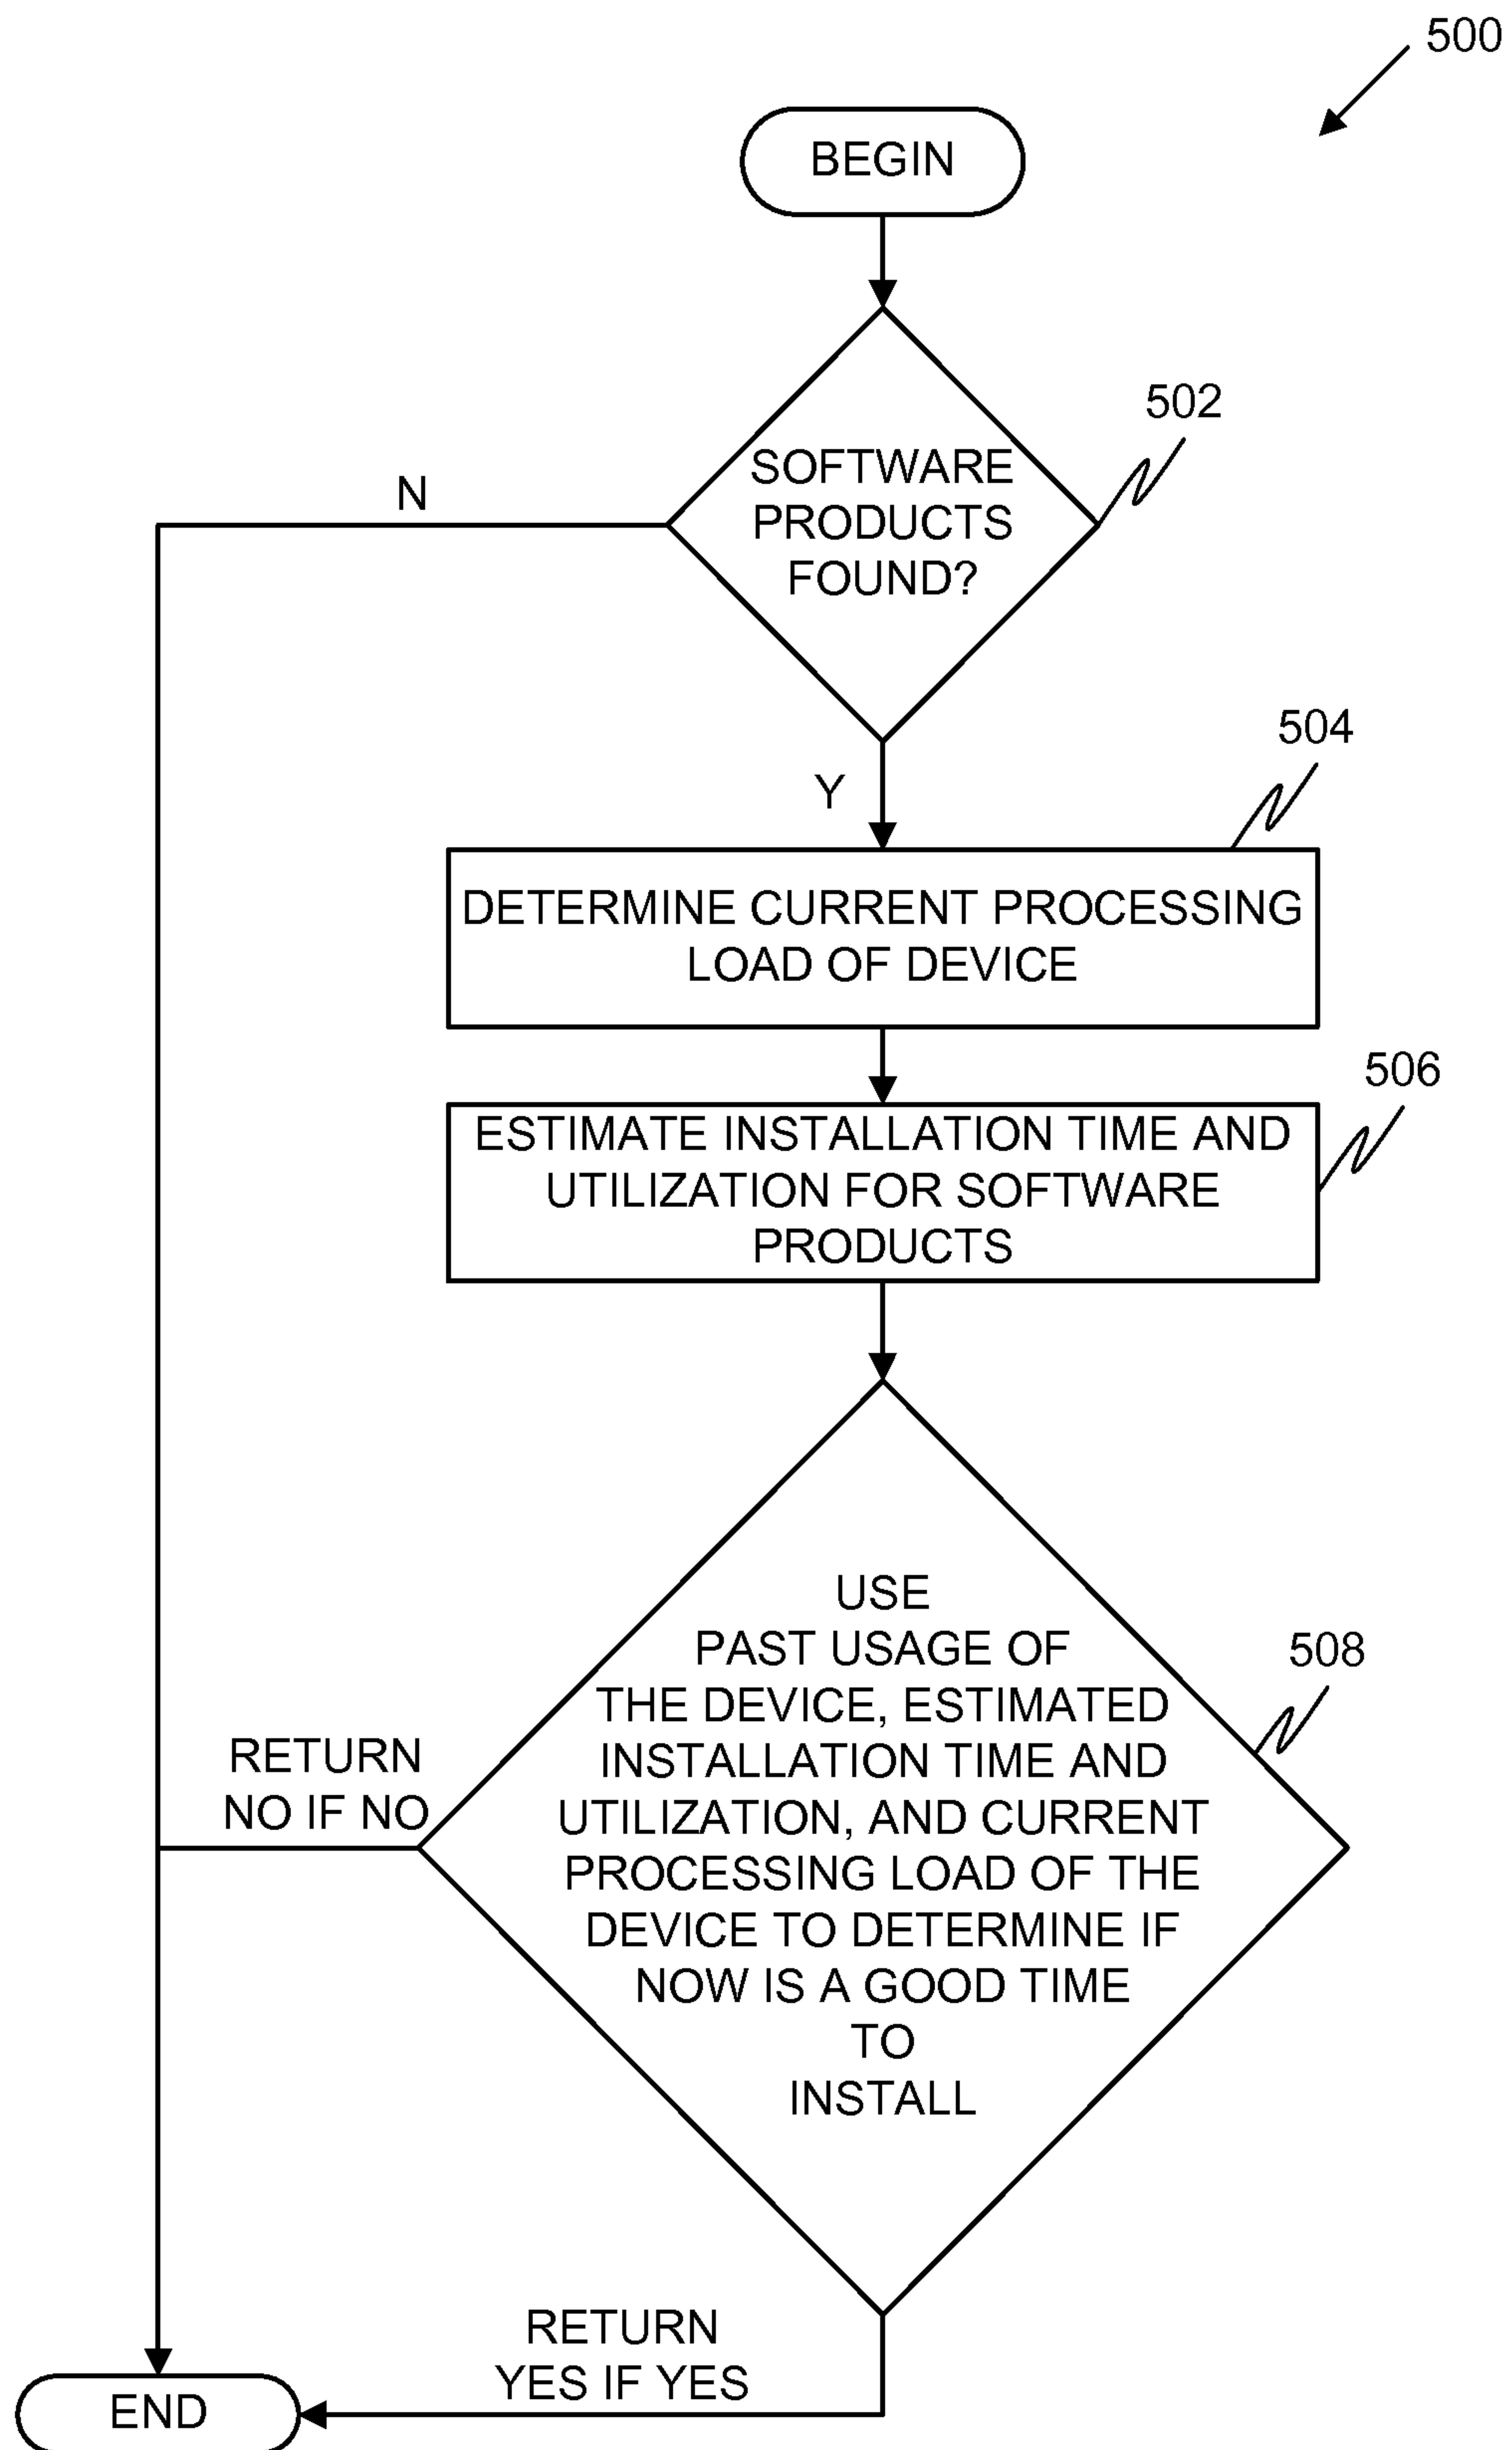 500
BEGIN
502
SOFTWARE
PRODUCTS
FOUND?
N
Y
504
DETERMINE CURRENT PROCESSING
LOAD OF DEVICE
506
ESTIMATE INSTALLATION TIME AND
UTILIZATION FOR SOFTWARE
PRODUCTS
508
USE
PAST USAGE OF
THE DEVICE, ESTIMATED
INSTALLATION TIME AND
UTILIZATION, AND CURRENT
PROCESSING LOAD OF THE
DEVICE TO DETERMINE IF
NOW IS A GOOD TIME
TO
INSTALL
RETURN
NO IF NO
RETURN
YES IF YES
END